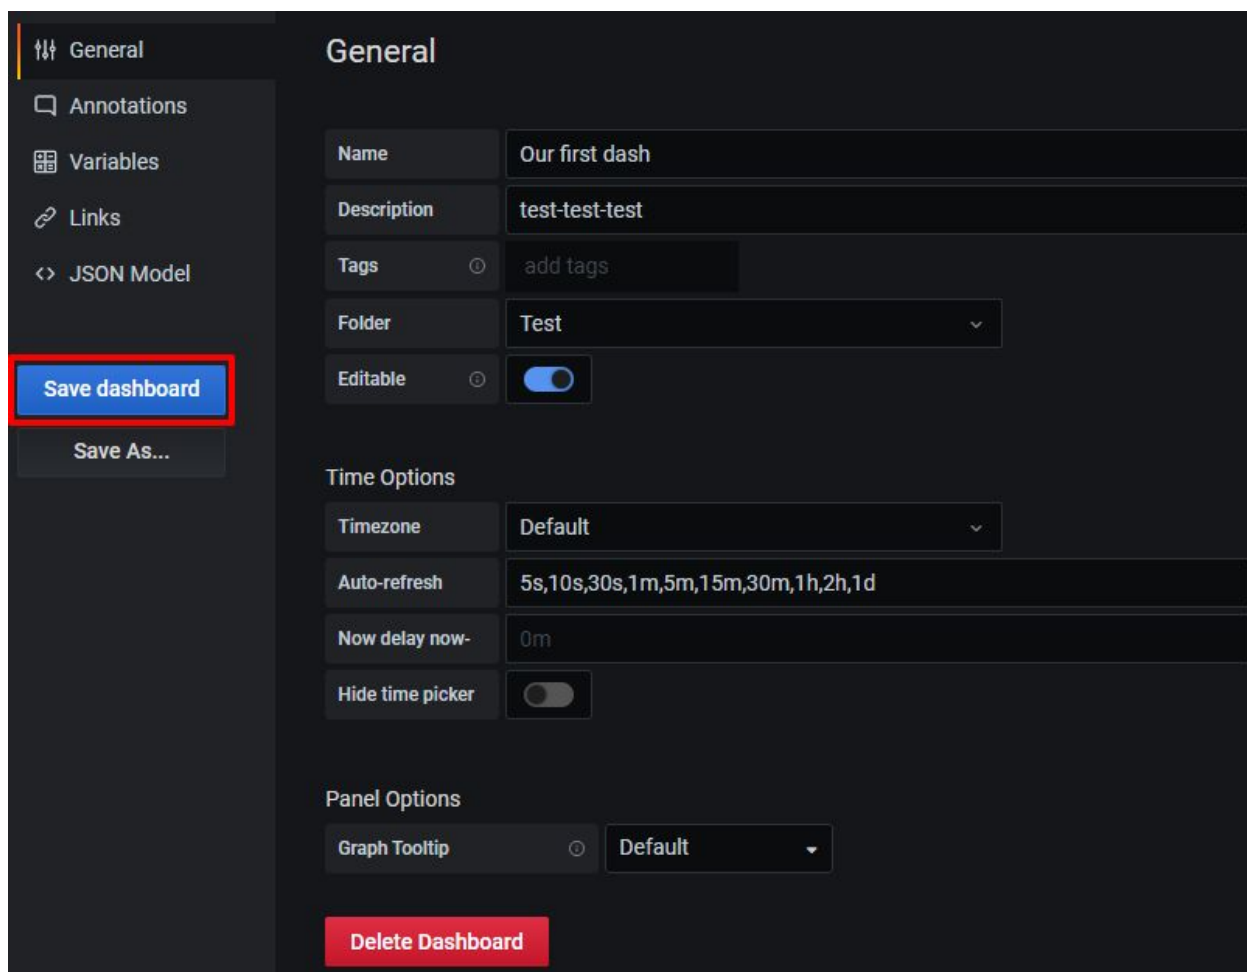 General
Annotations
Variables
Links
JSON Model
Save dashboard
Save As...
General
Name
Our first dash
Description
test-test-test
Tags
add tags
Folder
Test
Editable
Time Options
Timezone
Default
Auto-refresh
5s,10s,30s,1m,5m,15m,30m,1h,2h,1d
Now delay now-
0m
Hide time picker
Panel Options
Graph Tooltip
Default
Delete Dashboard